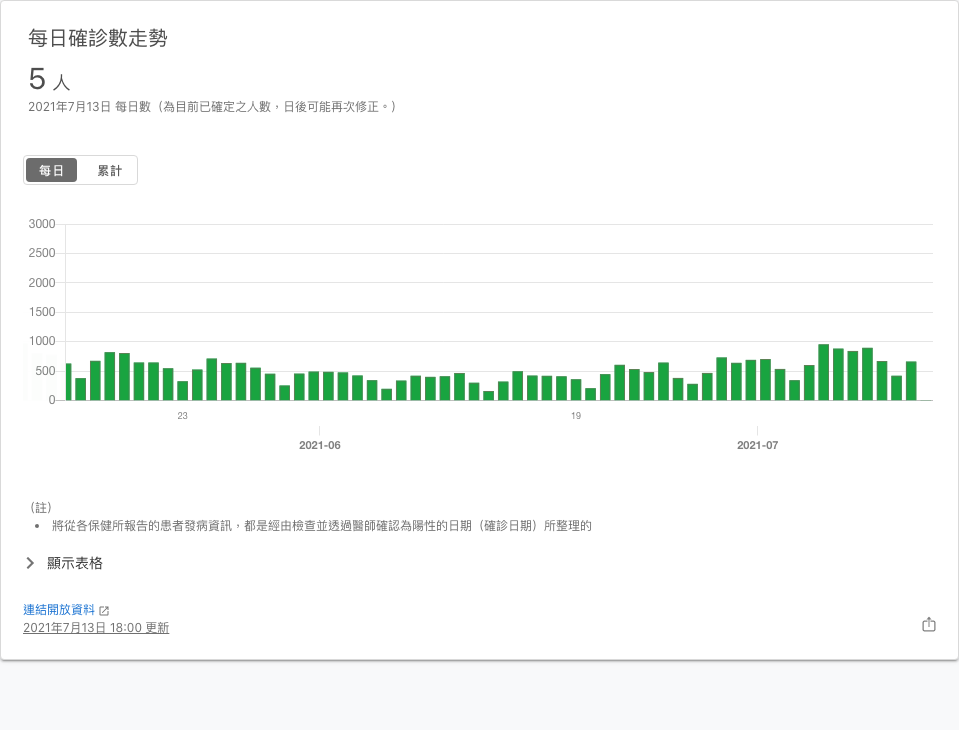 每日確診數走勢
5 人
2021年7月13日 每日數（為目前已確定之人數，日後可能再次修正。）
每日 累計
3000
2500
2000
1500
1000
500
0
23 19
2021-06 2021-07
（註）
• 將從各保健所報告的患者發病資訊，都是經由檢查並透過醫師確認為陽性的日期（確診日期）所整理的
顯示表格
連結開放資料
2021年7月13日 18:00 更新